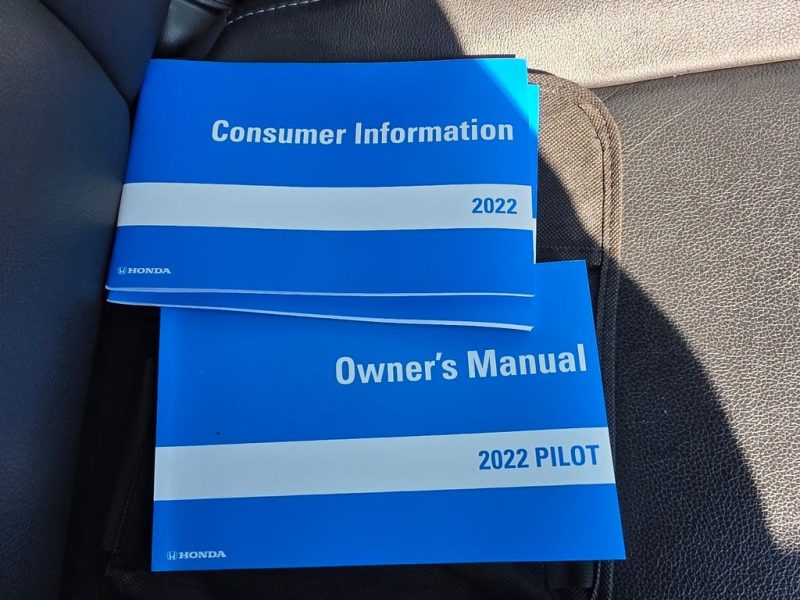 Consumer Information
2022
HONDA
Owner's Manual
2022 PILOT
HONDA